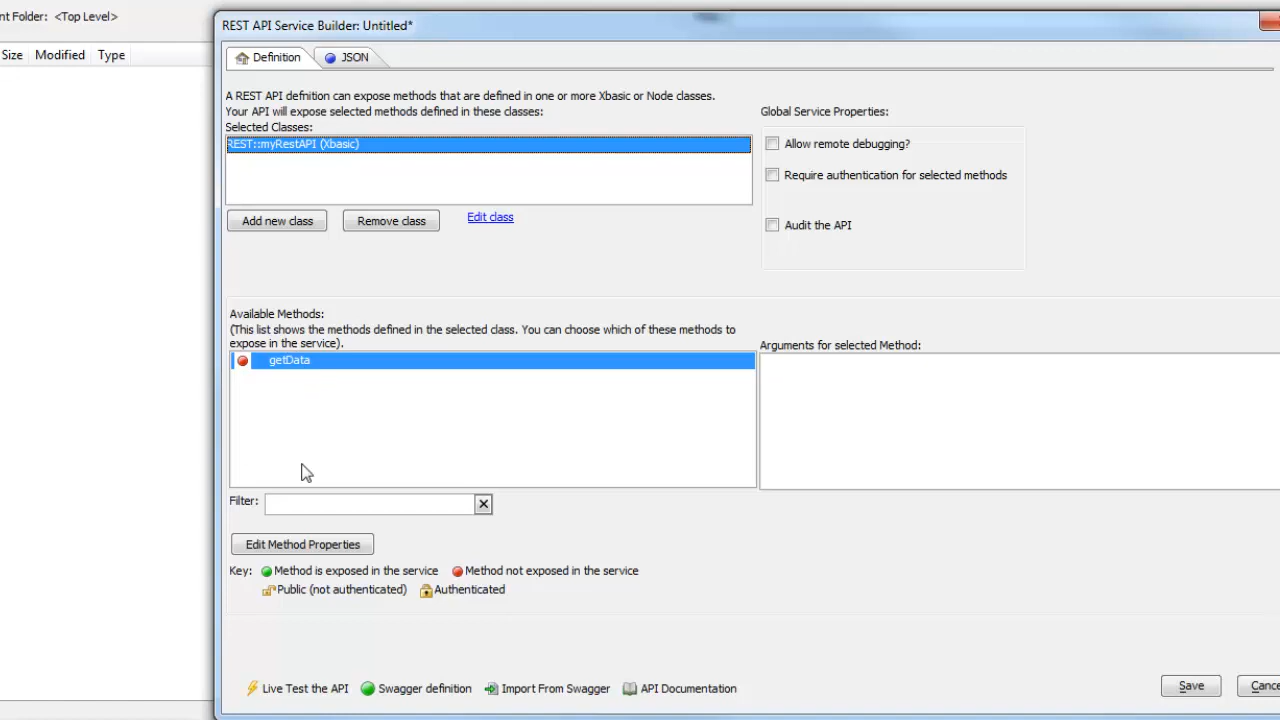 nt Folder: <Top Level>
Size Modified Type
REST API Service Builder: Untitled*
Definition JSON
A REST API defnition can expose methods that are defined in one or more Xbasic or Node classes.
Your API will expose selected methods defined in these classes:
Selected Classes:
REST::myRestAPI (Xbasic)
Add new class Remove class Edit class
Global Service Properties:
Allow remote debugging?
Require authentication for selected methods
Audit the API
Available Methods:
(This list shows the methods defined in the selected class. You can choose which of these methods to
expose in the service).
getData
Arguments for selected Method:
Filter:
Edit Method Properties
Key: Method is exposed in the service Method not exposed in the service
Public (not authenticated) Authenticated
Live Test the API Swagger definition Import From Swagger API Documentation
Save Cance